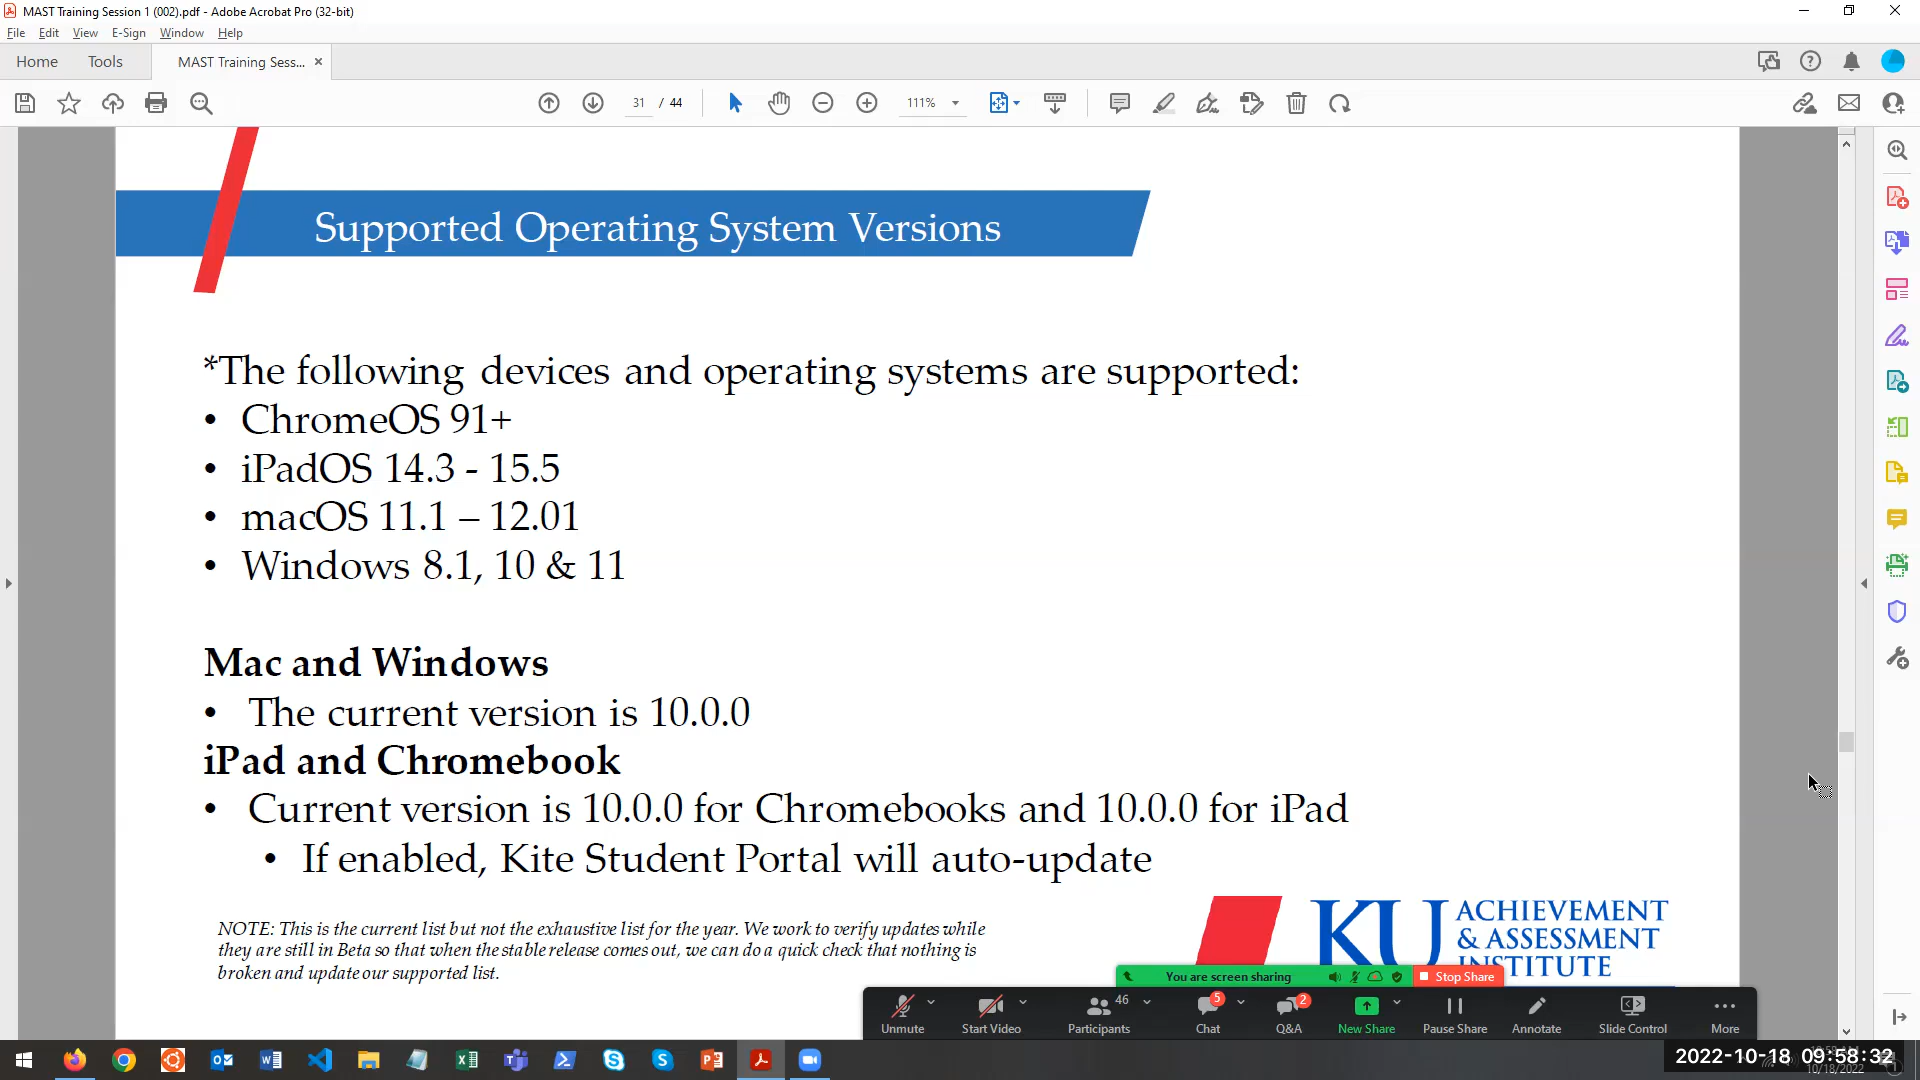 MAST Training Session 1 (002).pdf - Adobe Acrobat Pro (32-bit)
File Edit View E-Sign Window Help
Home Tools MAST Training Sess... ×
31 / 44 111%
Supported Operating System Versions
*The following devices and operating systems are supported:
• ChromeOS 91+
• iPadOS 14.3 - 15.5
• macOS 11.1 – 12.01
• Windows 8.1, 10 & 11
Mac and Windows
• The current version is 10.0.0
iPad and Chromebook
• Current version is 10.0.0 for Chromebooks and 10.0.0 for iPad
• If enabled, Kite Student Portal will auto-update
NOTE: This is the current list but not the exhaustive list for the year. We work to verify updates while
they are still in Beta so that when the stable release comes out, we can do a quick check that nothing is
broken and update our supported list.
KU ACHIEVEMENT
& ASSESSMENT
INSTITUTE
You are screen sharing Stop Share
46 5 2
Unmute Start Video Participants Chat Q&A New Share Pause Share Annotate Slide Control More
2022-10-18 09:58:32
10/18/2022